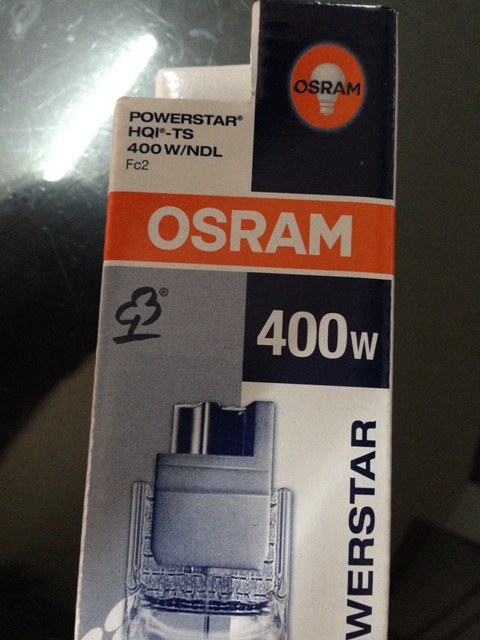 OSRAM
POWERSTAR®
HQI®-TS
400 W/NDL
Fc2
OSRAM
®
400W
WERSTAR